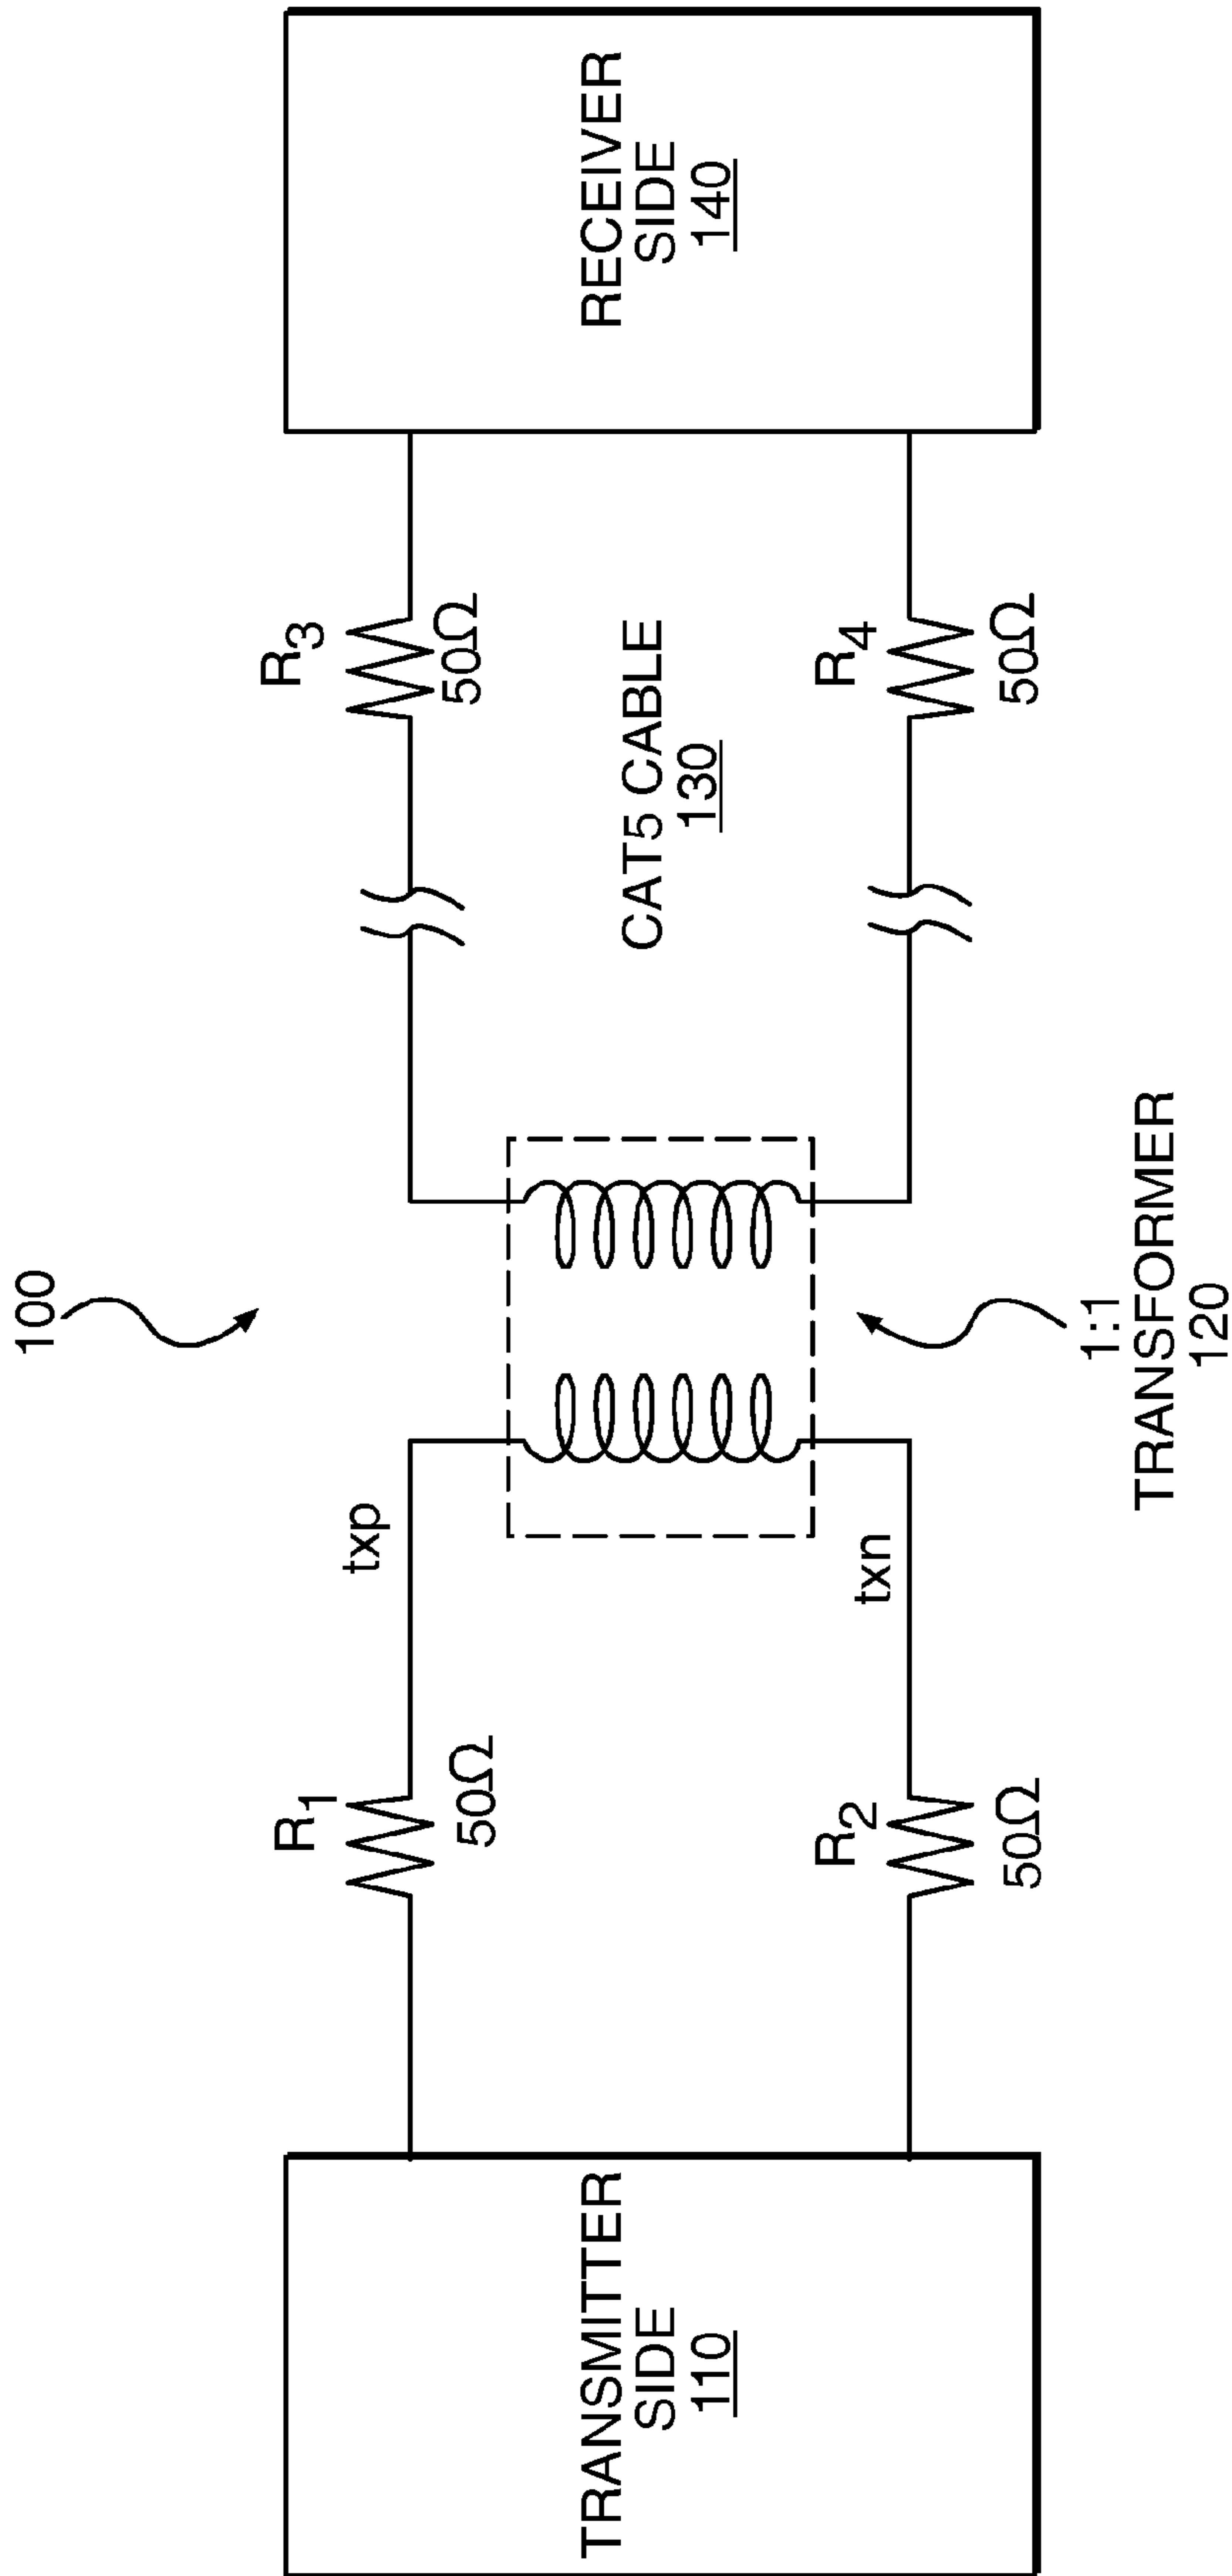 100
TRANSMITTER
SIDE
110
R1
50Ω
R2
50Ω
txp
txn
1:1
TRANSFORMER
120
CAT5 CABLE
130
R3
50Ω
R4
50Ω
RECEIVER
SIDE
140